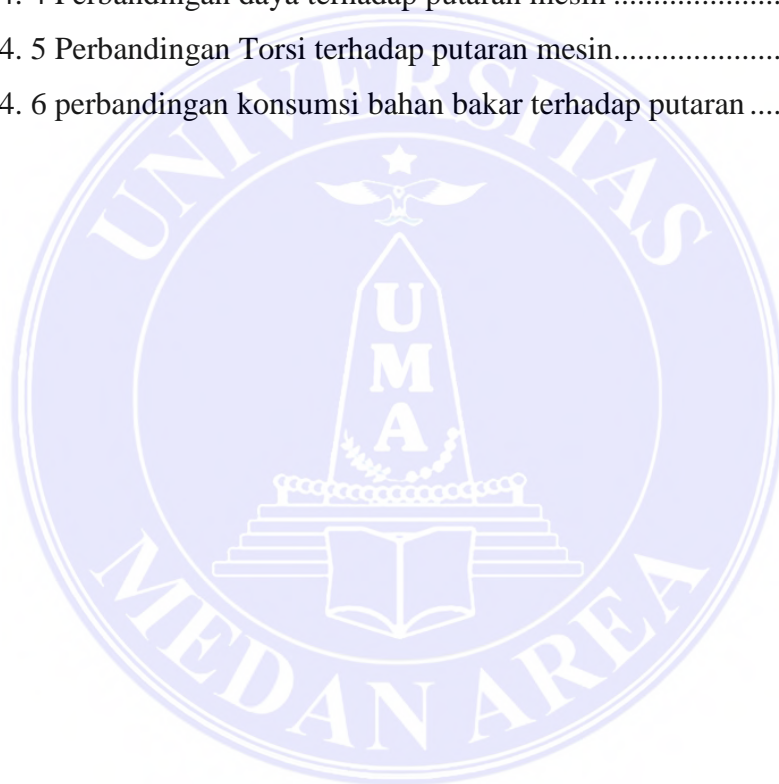 4. 4 Perbandingan daya terhadap putaran mesin .....................
4. 5 Perbandingan Torsi terhadap putaran mesin.....................
4. 6 perbandingan konsumsi bahan bakar terhadap putaran ....
UNIVERSITAS
U
M
A
MEDAN AREA